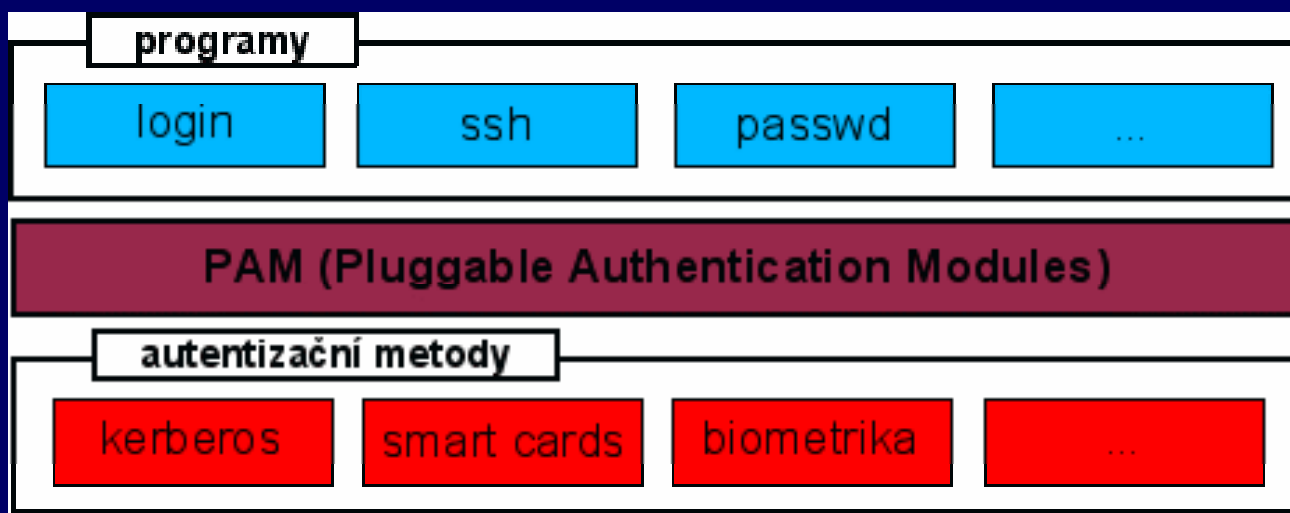 programy
login ssh passwd ...
PAM (Pluggable Authentication Modules)
autentizační metody
kerberos smart cards biometrika ...